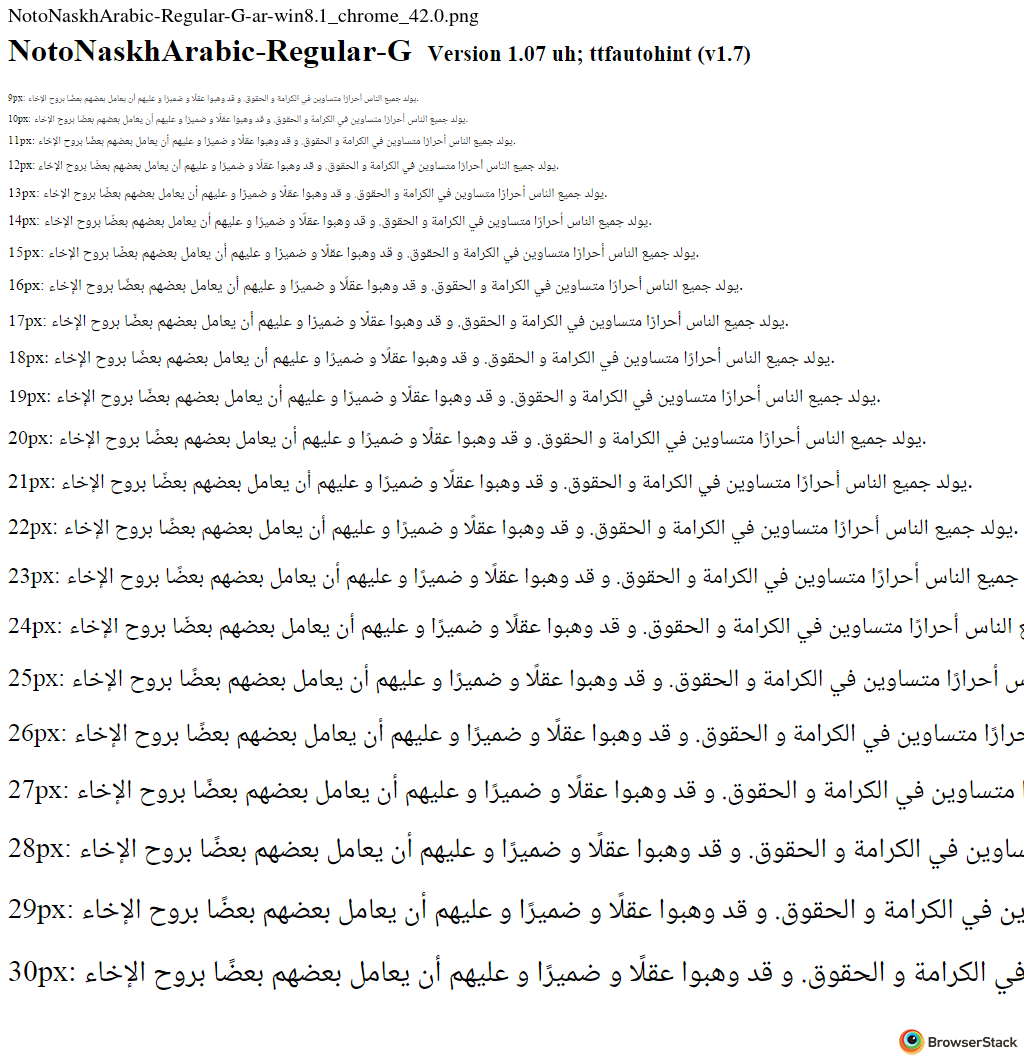 NotoNaskhArabic-Regular-G-ar-win8.1_chrome_42.0.png
NotoNaskhArabic-Regular-G Version 1.07 uh; ttfautohint (v1.7)
9px: يولد جميع الناس أحرارًا متساوين في الكرامة و الحقوق. و قد وهبوا عقلًا و ضميرًا و عليهم أن يعامل بعضهم بعضًا بروح الإخاء.
10px: يولد جميع الناس أحرارًا متساوين في الكرامة و الحقوق. و قد وهبوا عقلًا و ضميرًا و عليهم أن يعامل بعضهم بعضًا بروح الإخاء.
11px: يولد جميع الناس أحرارًا متساوين في الكرامة و الحقوق. و قد وهبوا عقلًا و ضميرًا و عليهم أن يعامل بعضهم بعضًا بروح الإخاء.
12px: يولد جميع الناس أحرارًا متساوين في الكرامة و الحقوق. و قد وهبوا عقلًا و ضميرًا و عليهم أن يعامل بعضهم بعضًا بروح الإخاء.
13px: يولد جميع الناس أحرارًا متساوين في الكرامة و الحقوق. و قد وهبوا عقلًا و ضميرًا و عليهم أن يعامل بعضهم بعضًا بروح الإخاء.
14px: يولد جميع الناس أحرارًا متساوين في الكرامة و الحقوق. و قد وهبوا عقلًا و ضميرًا و عليهم أن يعامل بعضهم بعضًا بروح الإخاء.
15px: يولد جميع الناس أحرارًا متساوين في الكرامة و الحقوق. و قد وهبوا عقلًا و ضميرًا و عليهم أن يعامل بعضهم بعضًا بروح الإخاء.
16px: يولد جميع الناس أحرارًا متساوين في الكرامة و الحقوق. و قد وهبوا عقلًا و ضميرًا و عليهم أن يعامل بعضهم بعضًا بروح الإخاء.
17px: يولد جميع الناس أحرارًا متساوين في الكرامة و الحقوق. و قد وهبوا عقلًا و ضميرًا و عليهم أن يعامل بعضهم بعضًا بروح الإخاء.
18px: يولد جميع الناس أحرارًا متساوين في الكرامة و الحقوق. و قد وهبوا عقلًا و ضميرًا و عليهم أن يعامل بعضهم بعضًا بروح الإخاء.
19px: يولد جميع الناس أحرارًا متساوين في الكرامة و الحقوق. و قد وهبوا عقلًا و ضميرًا و عليهم أن يعامل بعضهم بعضًا بروح الإخاء.
20px: يولد جميع الناس أحرارًا متساوين في الكرامة و الحقوق. و قد وهبوا عقلًا و ضميرًا و عليهم أن يعامل بعضهم بعضًا بروح الإخاء.
21px: يولد جميع الناس أحرارًا متساوين في الكرامة و الحقوق. و قد وهبوا عقلًا و ضميرًا و عليهم أن يعامل بعضهم بعضًا بروح الإخاء.
22px: يولد جميع الناس أحرارًا متساوين في الكرامة و الحقوق. و قد وهبوا عقلًا و ضميرًا و عليهم أن يعامل بعضهم بعضًا بروح الإخاء.
23px: جميع الناس أحرارًا متساوين في الكرامة و الحقوق. و قد وهبوا عقلًا و ضميرًا و عليهم أن يعامل بعضهم بعضًا بروح الإخاء
24px: الناس أحرارًا متساوين في الكرامة و الحقوق. و قد وهبوا عقلًا و ضميرًا و عليهم أن يعامل بعضهم بعضًا بروح الإخاء
25px: أحرارًا متساوين في الكرامة و الحقوق. و قد وهبوا عقلًا و ضميرًا و عليهم أن يعامل بعضهم بعضًا بروح الإخاء
26px: متساوين في الكرامة و الحقوق. و قد وهبوا عقلًا و ضميرًا و عليهم أن يعامل بعضهم بعضًا بروح الإخاء
27px: متساوين في الكرامة و الحقوق. و قد وهبوا عقلًا و ضميرًا و عليهم أن يعامل بعضهم بعضًا بروح الإخاء
28px: في الكرامة و الحقوق. و قد وهبوا عقلًا و ضميرًا و عليهم أن يعامل بعضهم بعضًا بروح الإخاء
29px: في الكرامة و الحقوق. و قد وهبوا عقلًا و ضميرًا و عليهم أن يعامل بعضهم بعضًا بروح الإخاء
30px: في الكرامة و الحقوق. و قد وهبوا عقلًا و ضميرًا و عليهم أن يعامل بعضهم بعضًا بروح الإخاء
BrowserStack